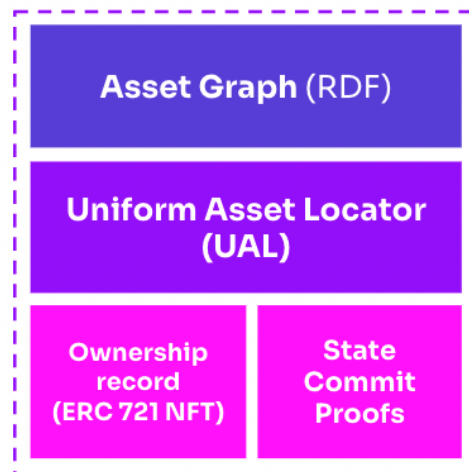 Asset Graph (RDF)
Uniform Asset Locator
(UAL)
Ownership
record
(ERC 721 NFT)
State
Commit
Proofs